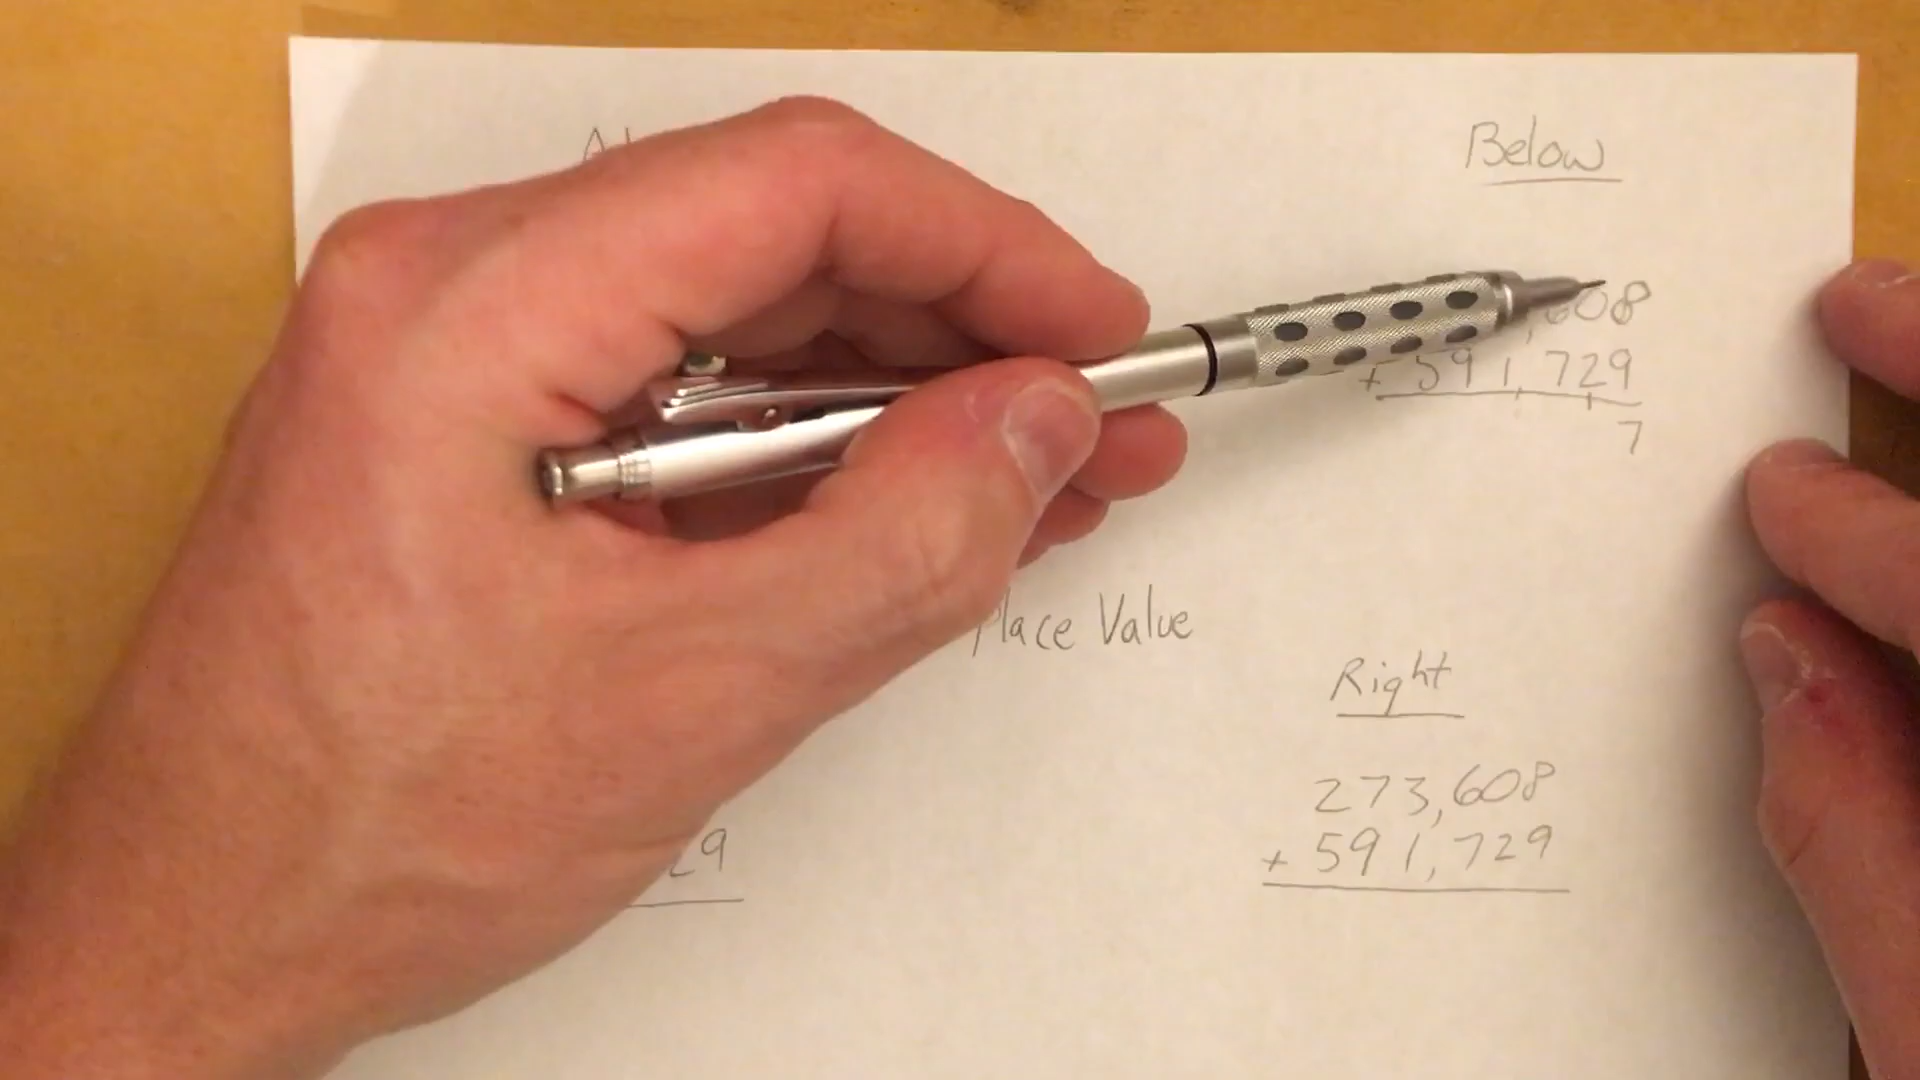 Below
608
+ 591,729
7
Place Value
Right
273,608
+ 591,729
29